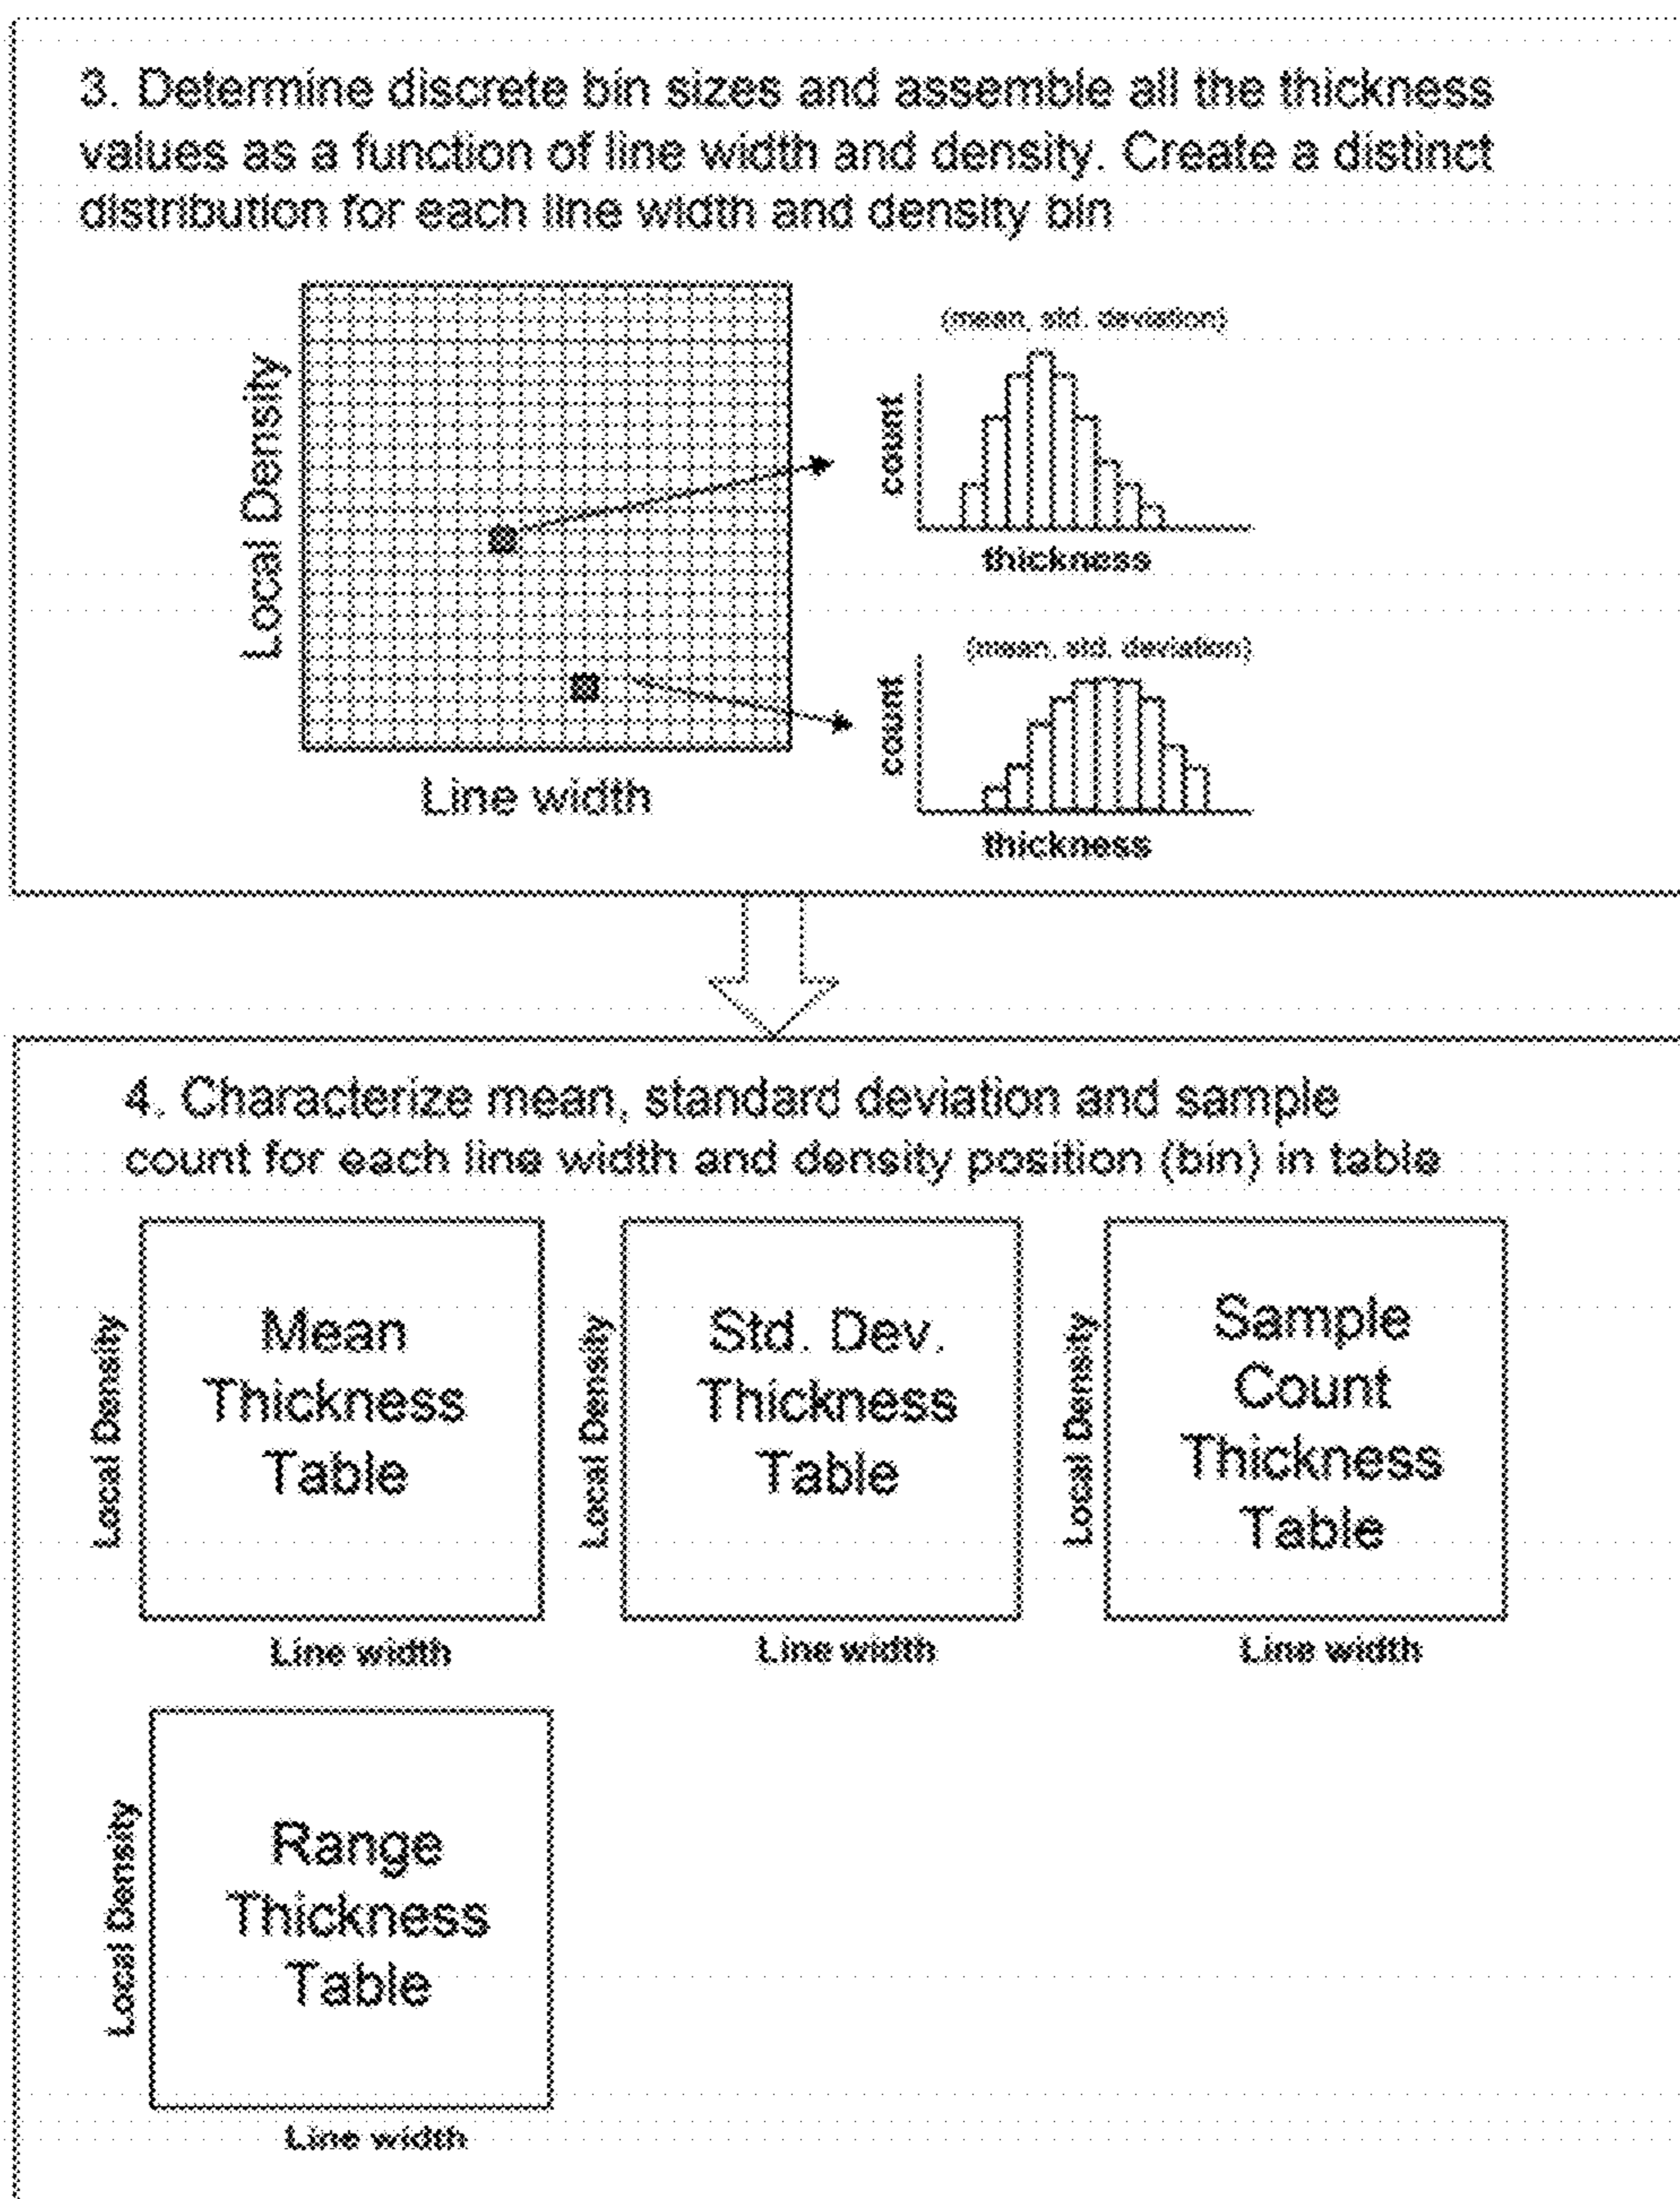 3. Determine discrete bin sizes and assemble all the thickness
values as a function of line width and density. Create a distinct
distribution for each line width and density bin
Local Density
Line width
(mean, std. deviation)
count
thickness
(mean, std. deviation)
count
thickness
4. Characterize mean, standard deviation and sample
count for each line width and density position (bin) in table
Local Density
Mean
Thickness
Table
Line width
Local Density
Std. Dev.
Thickness
Table
Line width
Local Density
Sample
Count
Thickness
Table
Line width
Local Density
Range
Thickness
Table
Line width